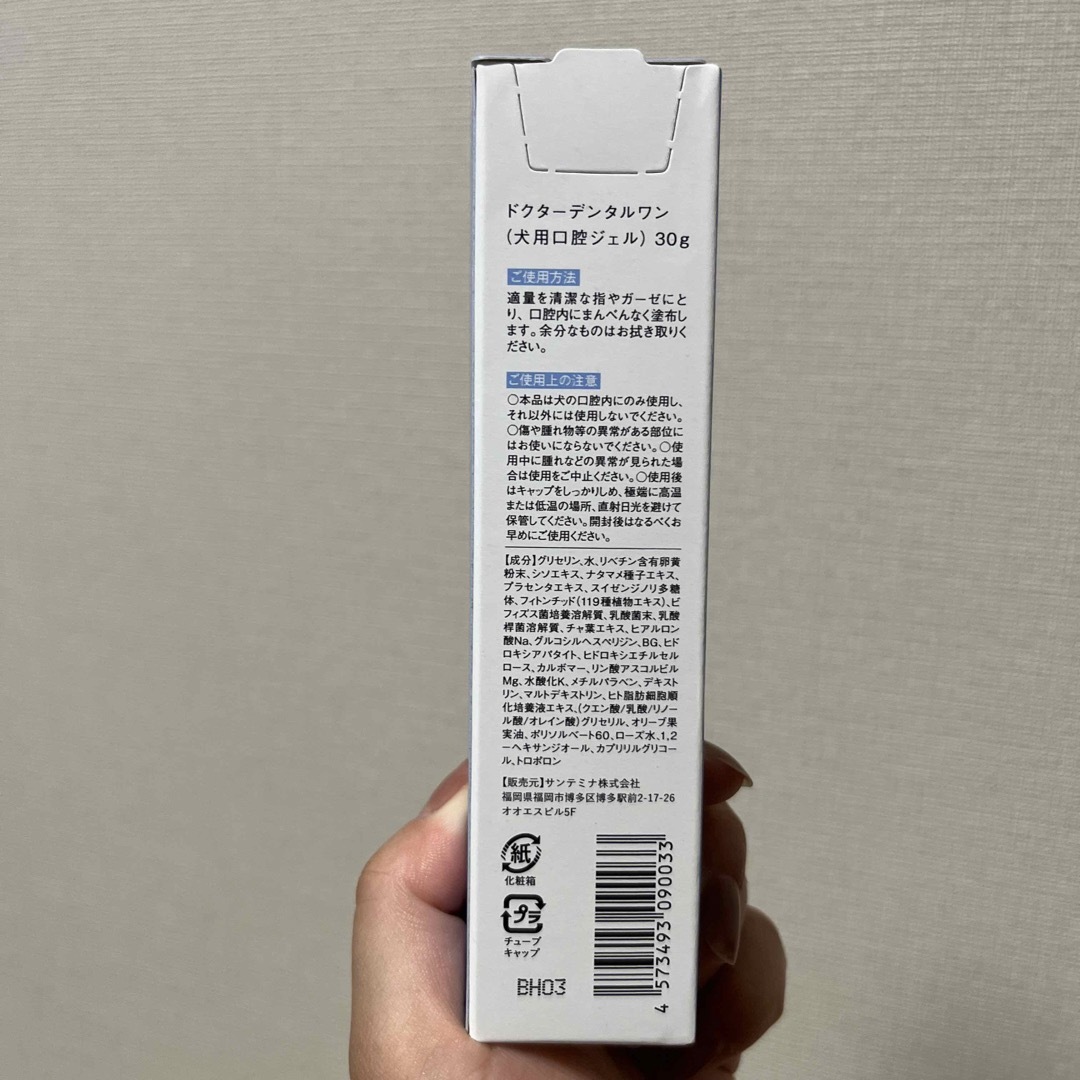 ドクターデンタルワン
(犬用口腔ジェル) 30g
ご使用方法
適量を清潔な指やガーゼにと
り、口腔内にまんべんなく塗布し
ます。余分なものはお拭き取りく
ださい。
ご使用上の注意
○本品は犬の口腔内にのみ使用し、
それ以外には使用しないでください。
○傷や腫れ物等の異常がある部位に
はお使いにならないでください。○使
用中に腫れなどの異常が見られた場
合は使用をご中止ください。○使用後
はキャップをしっかりしめ、極端に高温
または低温の場所、直射日光を避けて
保管してください。開封後はなるべくお
早めにご使用ください。
【成分】グリセリン、水、リベチン含有卵黄
粉末、シソエキス、ナタマメ種子エキス、
プラセンタエキス、スイゼンジノリ多糖
体、フィトンチッド(119種植物エキス)、ビ
フィズス菌培養溶解質、乳酸菌末、乳酸
桿菌溶解質、チャ葉エキス、ヒアルロン
酸Na、グルコシルヘスペリジン、BG、ヒド
ロキシアパタイト、ヒドロキシエチルセル
ロース、カルボマー、リン酸アスコルビル
Mg、水酸化K、メチルパラベン、デキスト
リン、マルトデキストリン、ヒト脂肪細胞順
化培養液エキス、(クエン酸/乳酸/リノー
ル酸/オレイン酸)グリセリル、オリーブ果
実油、ポリソルベート60、ローズ水、1,2
-ヘキサンジオール、カプリリルグリコー
ル、トロポロン
【販売元】サンテミナ株式会社
福岡県福岡市博多区博多駅前2-17-26
オオエスビル5F
紙
化粧箱
プラ
チューブ
キャップ
BH03
4 573493 090033